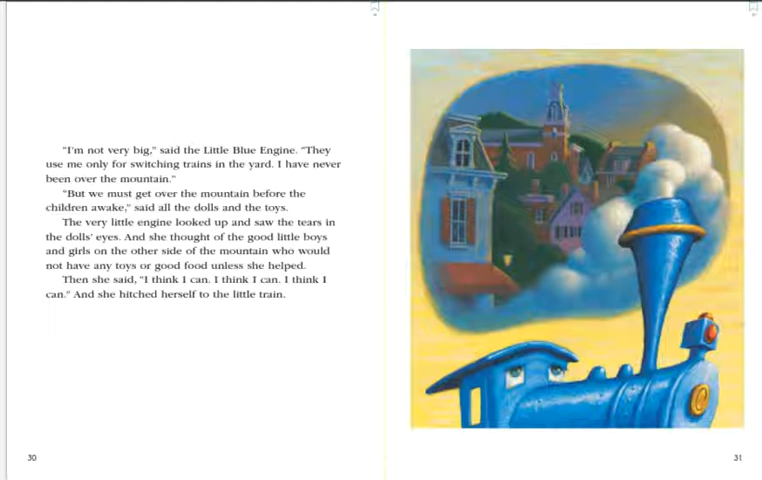 "I'm not very big," said the Little Blue Engine. "They
use me only for switching trains in the yard. I have never
been over the mountain."
"But we must get over the mountain before the
children awake," said all the dolls and the toys.
The very little engine looked up and saw the tears in
the dolls' eyes. And she thought of the good little boys
and girls on the other side of the mountain who would
not have any toys or good food unless she helped.
Then she said, "I think I can. I think I can. I think I
can." And she hitched herself to the little train.
30
31